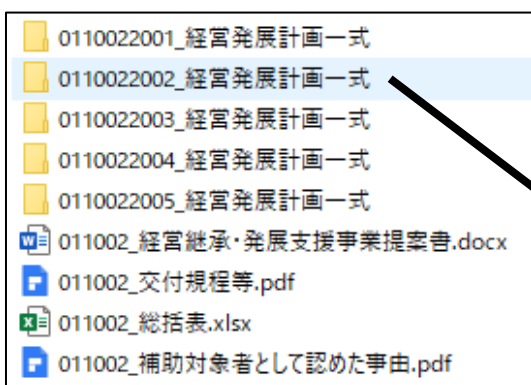 0110022001_経営発展計画一式
0110022002_経営発展計画一式
0110022003_経営発展計画一式
0110022004_経営発展計画一式
0110022005_経営発展計画一式
011002_経営継承・発展支援事業提案書.docx
011002_交付規程等.pdf
011002_総括表.xlsx
011002_補助対象者として認めた事由.pdf